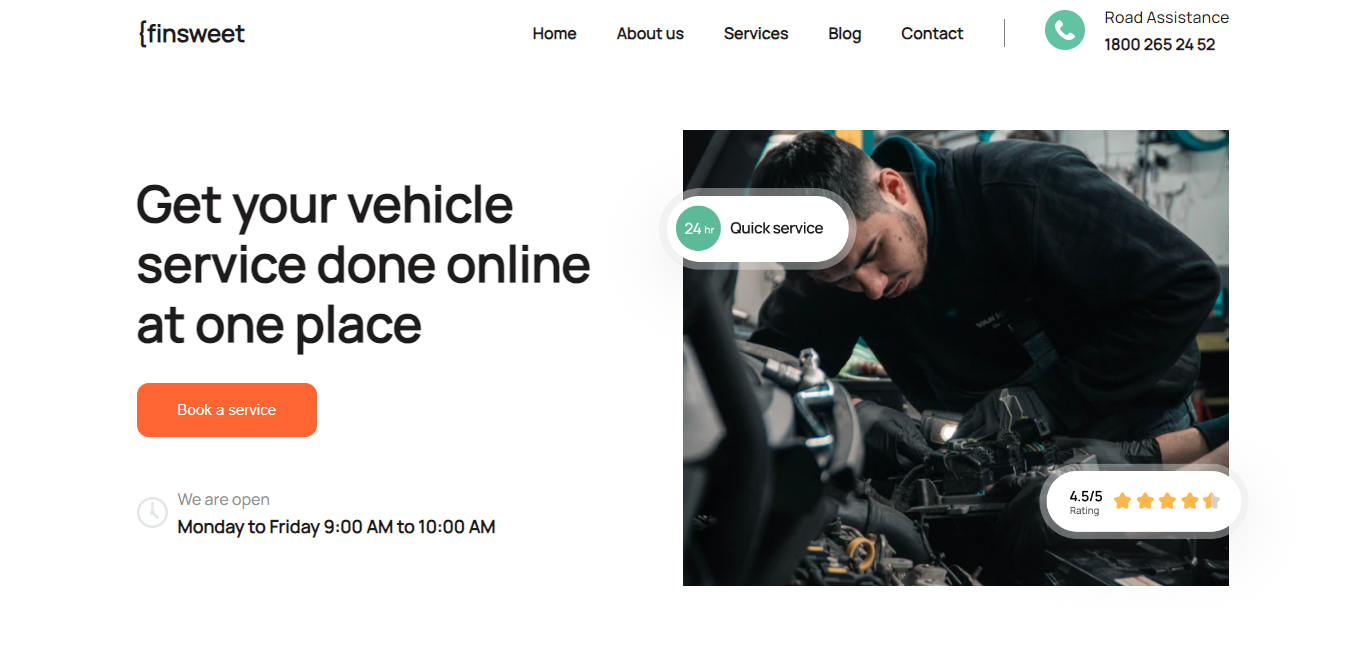 {finsweet
Home
About us
Services
Blog
Contact
Road Assistance
1800 265 24 52
Get your vehicle
service done online
at one place
24 hr
Quick service
Book a service
We are open
Monday to Friday 9:00 AM to 10:00 AM
4.5/5
Rating